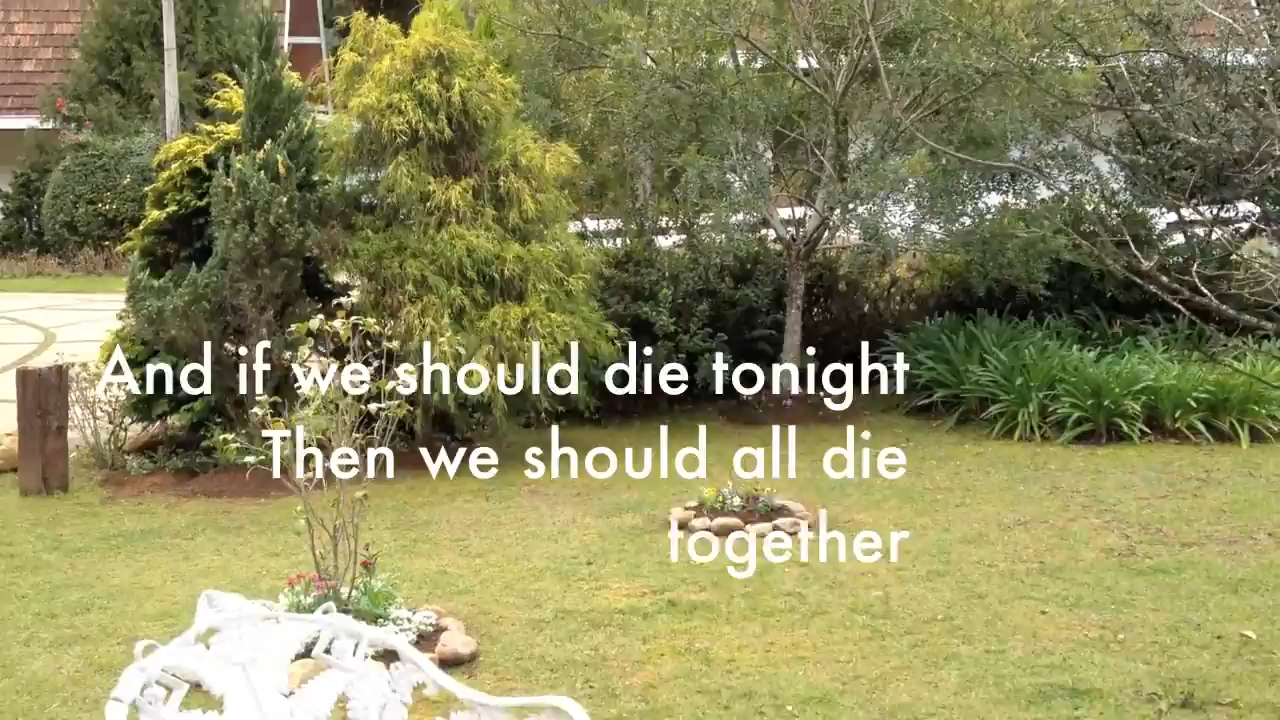 And if we should die tonight
Then we should all die
together